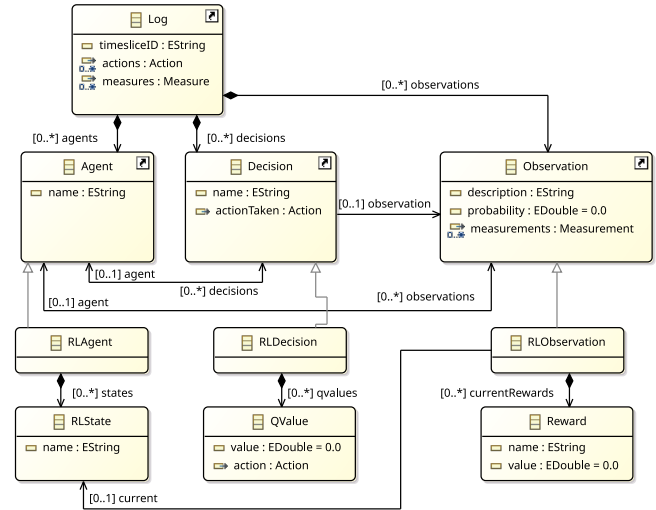 Log
timesliceID : EString
actions : Action
0..*
measures : Measure
0..*
[0..*] observations
[0..*] agents
[0..*] decisions
Agent
name : EString
Decision
name : EString
actionTaken : Action
[0..1] observation
Observation
description : EString
probability : EDouble = 0.0
measurements : Measurement
0..*
[0..1] agent
[0..*] decisions
[0..1] agent
[0..*] observations
RLAgent
RLDecision
RLObservation
[0..*] states
[0..*] qvalues
[0..*] currentRewards
RLState
name : EString
QValue
value : EDouble = 0.0
action : Action
Reward
name : EString
value : EDouble = 0.0
[0..1] current